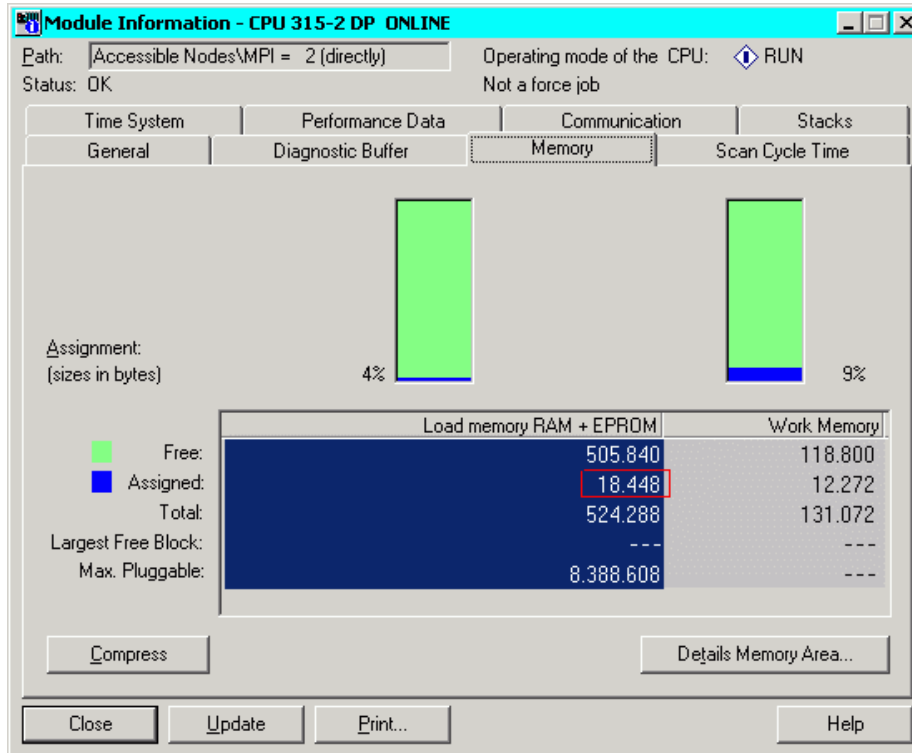 Module Information - CPU 315-2 DP  ONLINE
Path: Accessible Nodes\MPI =  2 (directly) Operating mode of the  CPU: RUN
Status:  OK Not a force job
Time System Performance Data Communication Stacks
General Diagnostic Buffer Memory Scan Cycle Time
Assignment:
(sizes in bytes) 4% 9%
Load memory RAM + EPROM Work Memory
Free: 505.840 118.800
Assigned: 18.448 12.272
Total: 524.288 131.072
Largest Free Block: --- ---
Max. Pluggable: 8.388.608 ---
Compress Details Memory Area...
Close Update Print... Help